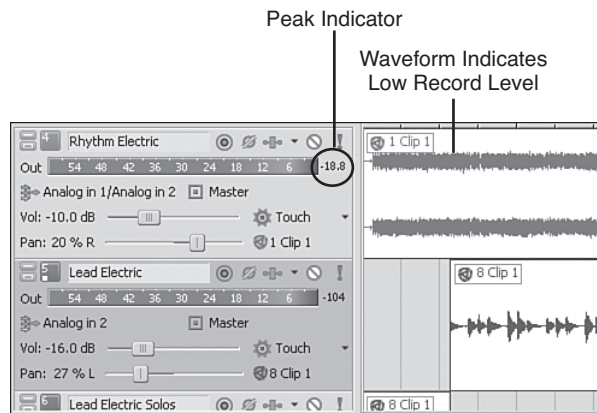 Peak Indicator
Waveform Indicates
Low Record Level
4 Rhythm Electric
1 Clip 1
Out 54 48 42 36 30 24 18 12 6 -18.8
Analog in 1/Analog in 2 Master
Vol: -10.0 dB Touch
Pan: 20 % R 1 Clip 1
5 Lead Electric
8 Clip 1
Out 54 48 42 36 30 24 18 12 6 -104
Analog in 2 Master
Vol: -16.0 dB Touch
Pan: 27 % L 8 Clip 1
6 Lead Electric Solos
8 Clip 1